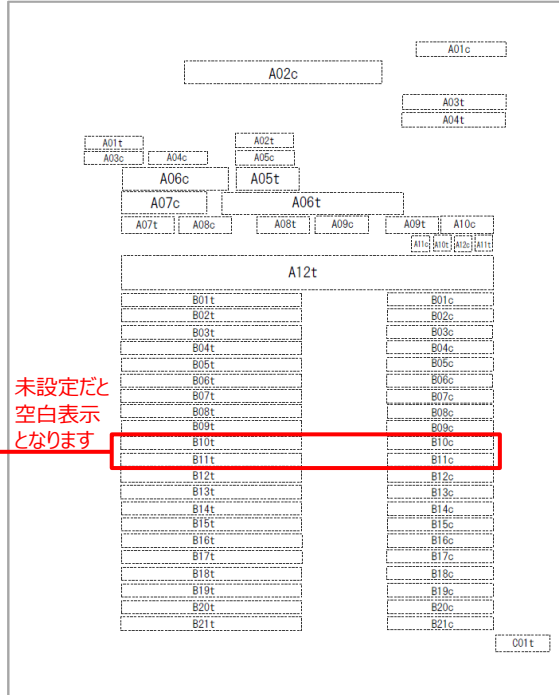 A01c
A02c
A03t
A04t
A01t A02t
A03c A04c A05c
A06c A05t
A07c A06t
A07t A08c A08t A09c A09t A10c
A11c A10t A12c A11t
A12t
B01t B01c
B02t B02c
B03t B03c
B04t B04c
B05t B05c
B06t B06c
B07t B07c
B08t B08c
B09t B09c
B10t B10c
B11t B11c
B12t B12c
B13t B13c
B14t B14c
B15t B15c
B16t B16c
B17t B17c
B18t B18c
B19t B19c
B20t B20c
B21t B21c
C01t
未設定だと
空白表示
となります